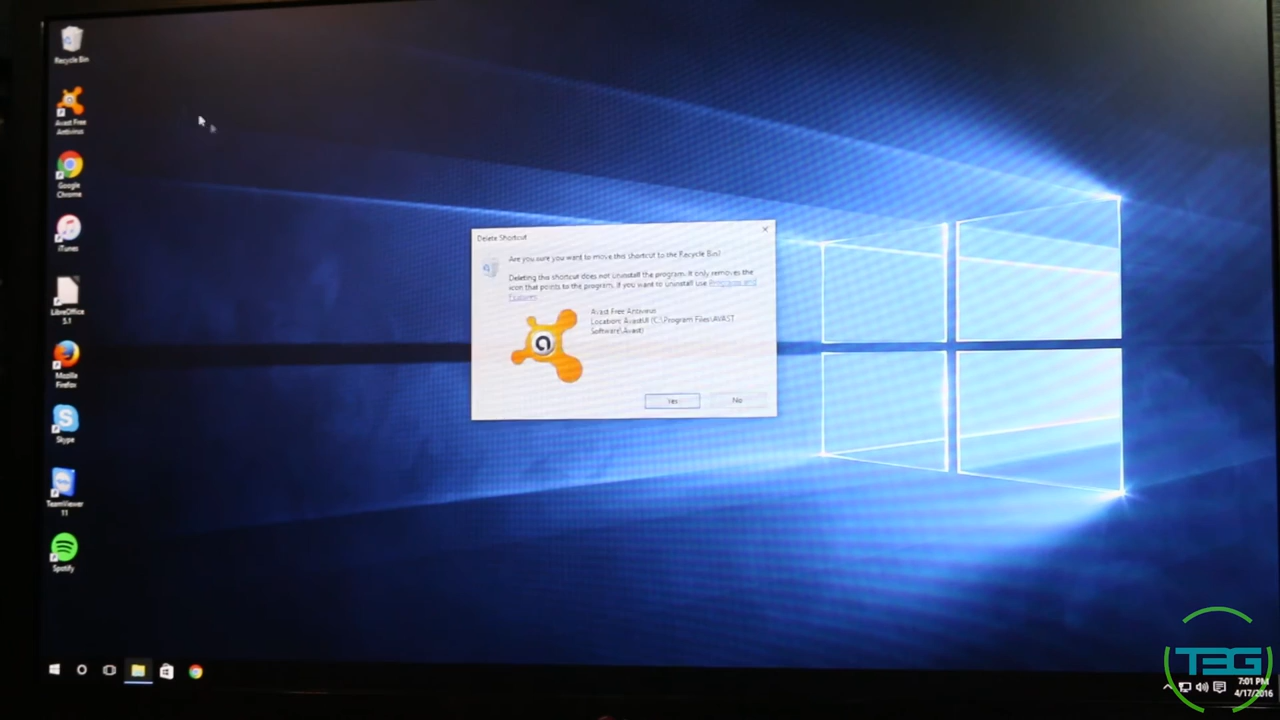 Recycle Bin
Avast Free
Antivirus
Google
Chrome
iTunes
LibreOffice
5.1
Mozilla
Firefox
Skype
TeamViewer
11
Spotify
Delete Shortcut
Are you sure you want to move this shortcut to the Recycle Bin?
Deleting this shortcut does not uninstall the program. It only removes the
icon that points to the program. If you want to uninstall use Programs and
Features.
Avast Free Antivirus
Location: AvastUI (C:\Program Files\AVAST
Software\Avast)
Yes
No
TBG
7:01 PM
4/17/2016